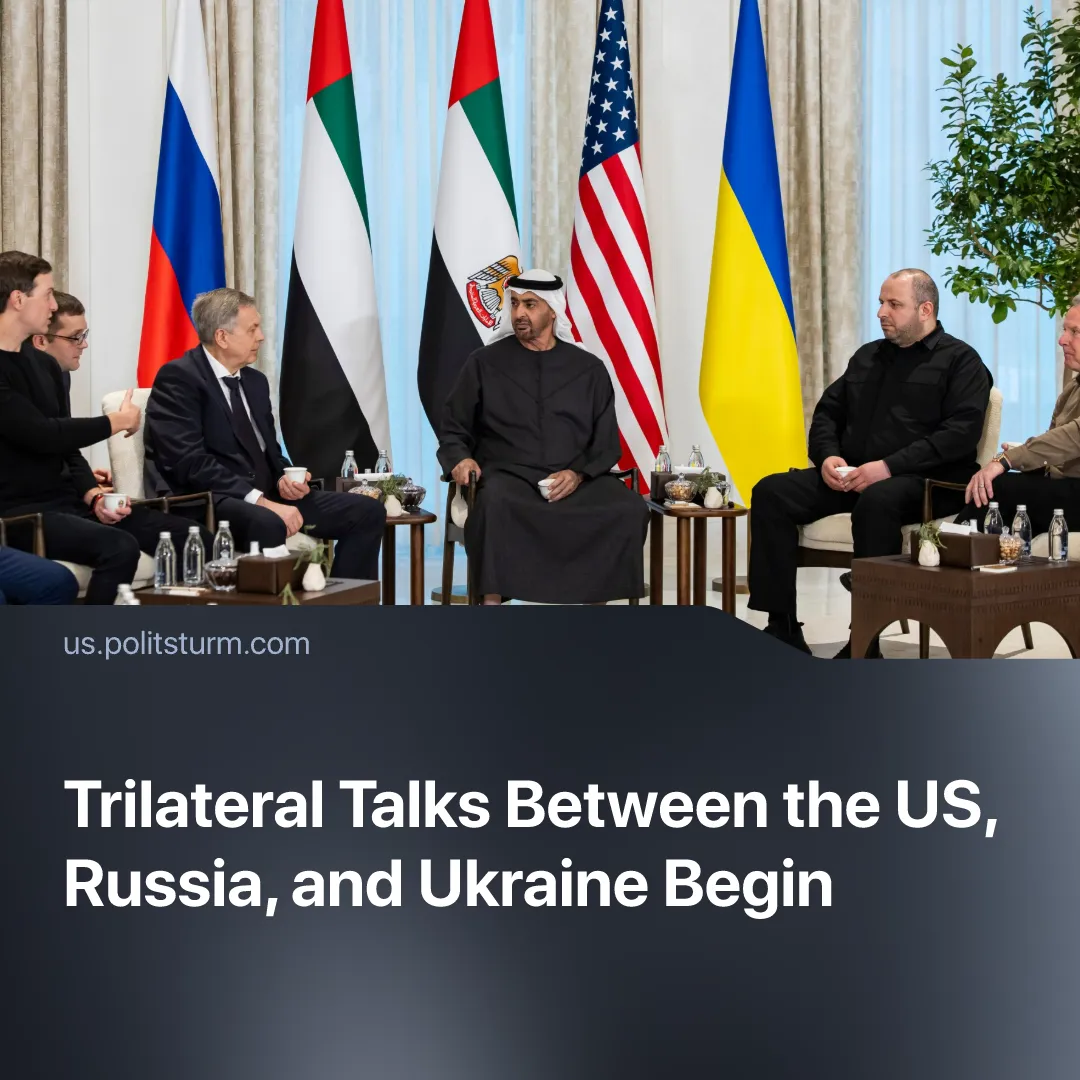 us.politsturm.com
Trilateral Talks Between the US,
Russia, and Ukraine Begin